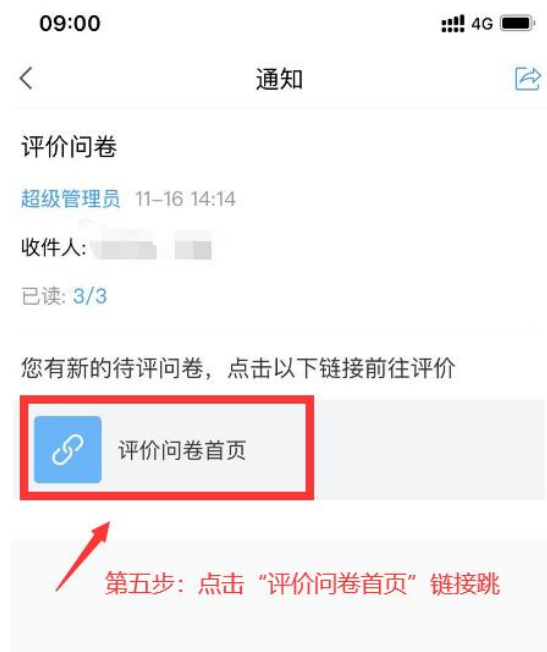 09:00 4G
通知
评价问卷
超级管理员 11-16 14:14
收件人:
已读: 3/3
您有新的待评问卷，点击以下链接前往评价
评价问卷首页
第五步：点击“评价问卷首页”链接跳